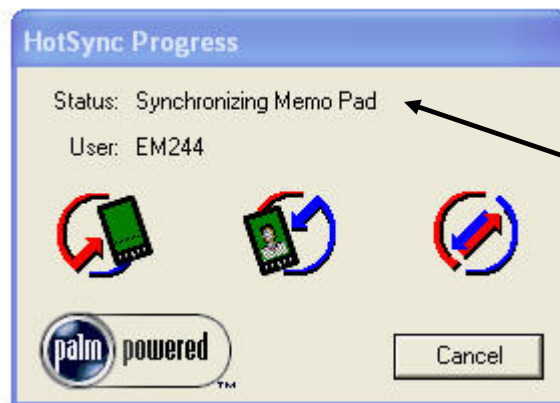 HotSync Progress
Status: Synchronizing Memo Pad
User: EM244
palm powered TM
Cancel